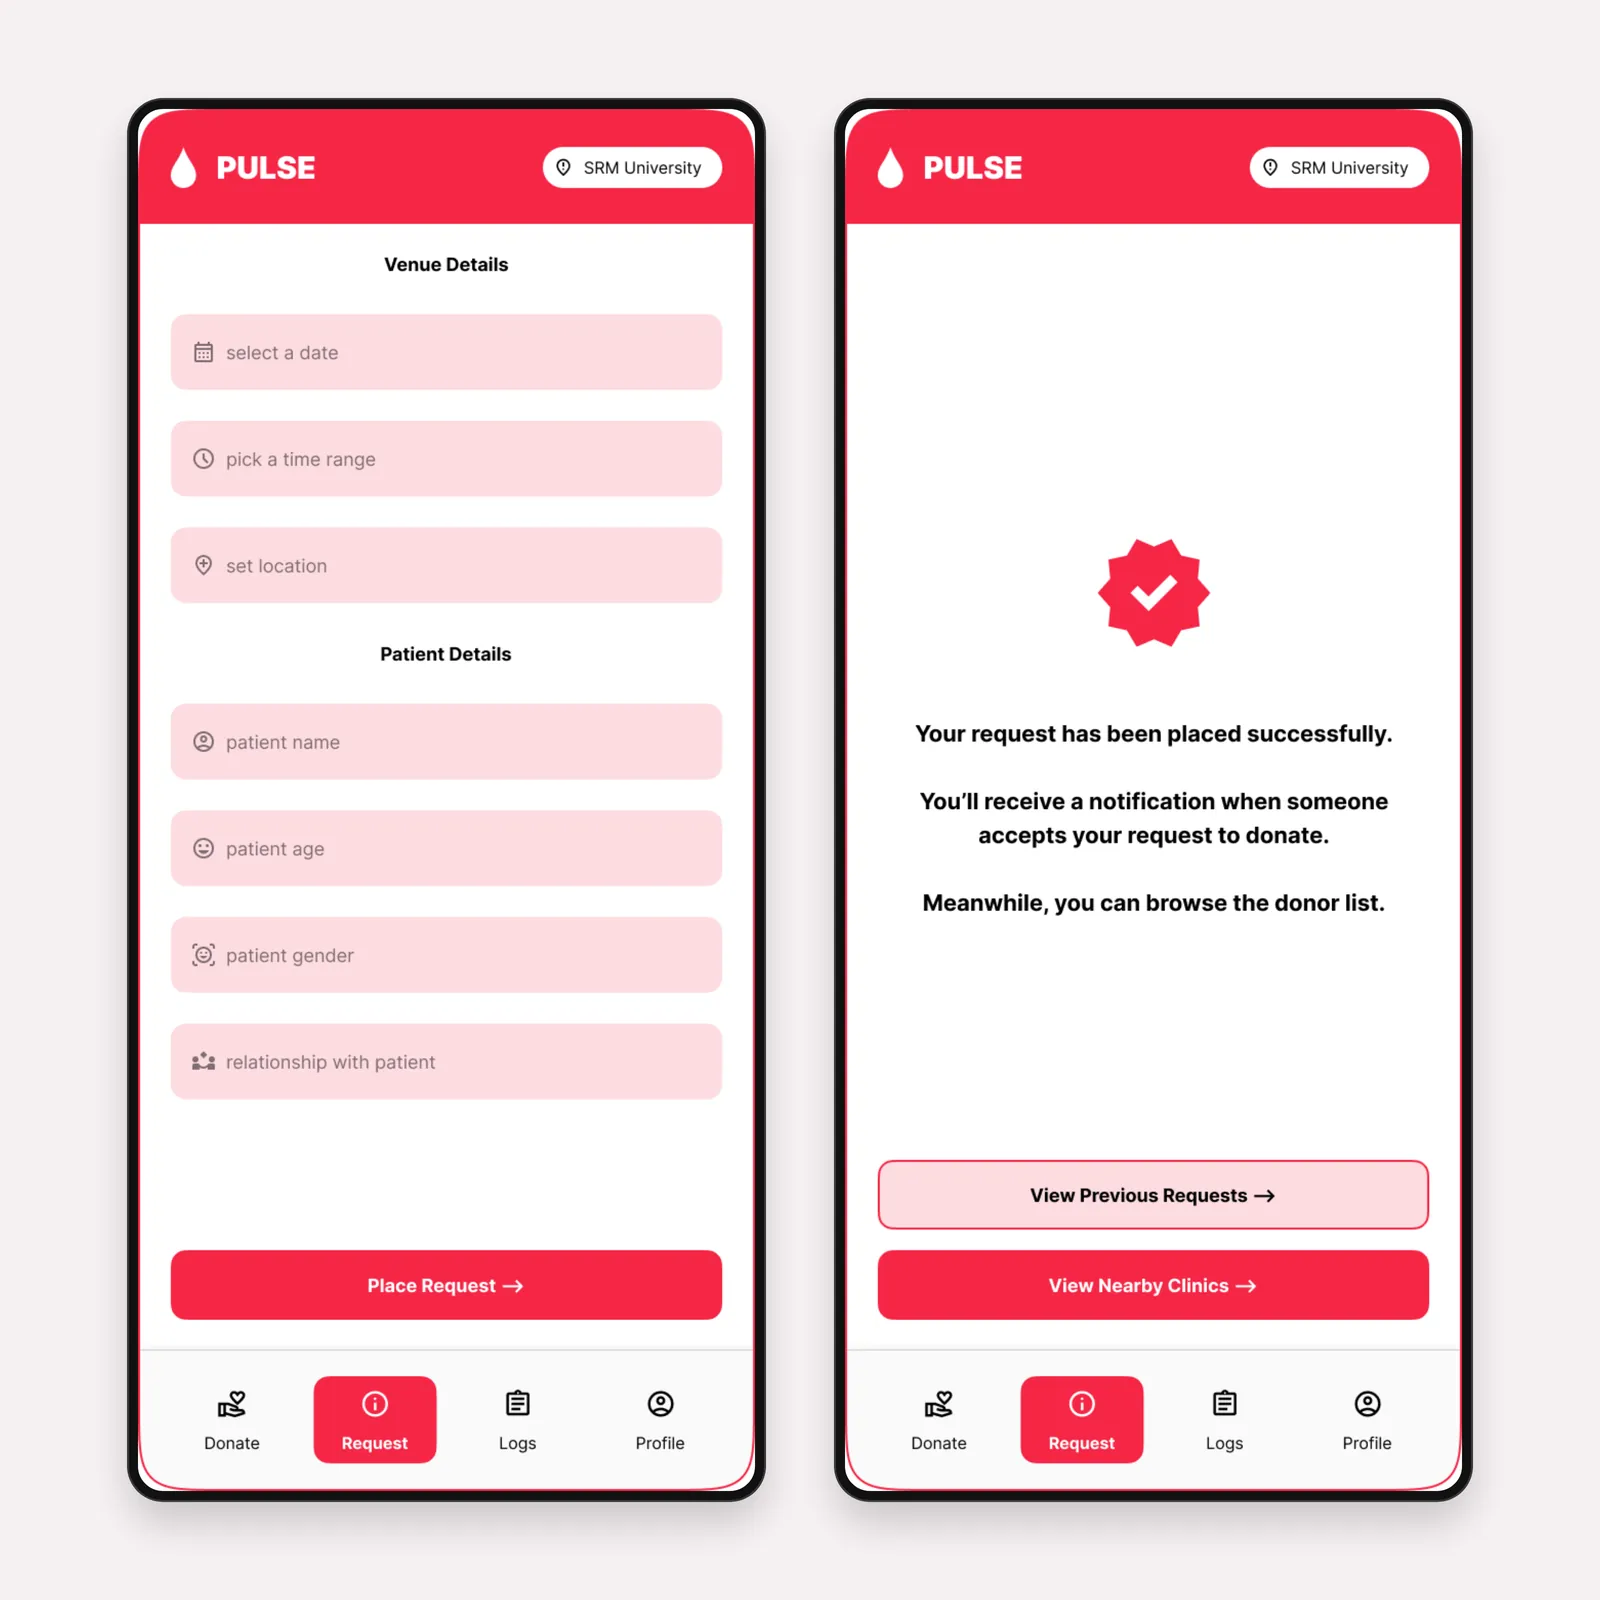 PULSE
SRM University
Venue Details
select a date
pick a time range
set location
Patient Details
patient name
patient age
patient gender
relationship with patient
Place Request →
Donate
Request
Logs
Profile
PULSE
SRM University
Your request has been placed successfully.
You’ll receive a notification when someone
accepts your request to donate.
Meanwhile, you can browse the donor list.
View Previous Requests →
View Nearby Clinics →
Donate
Request
Logs
Profile